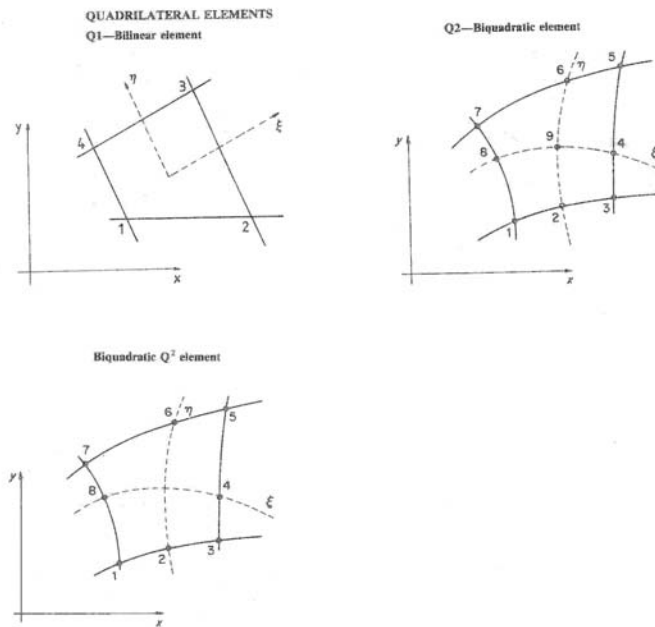 QUADRILATERAL ELEMENTS
Q1—Bilinear element
η
3
ξ
y
4
1
2
x
Q2—Biquadratic element
6
η
5
7
y
8
9
4
ξ
1
2
3
x
Biquadratic Q² element
6
η
5
7
y
8
4
ξ
1
2
3
x